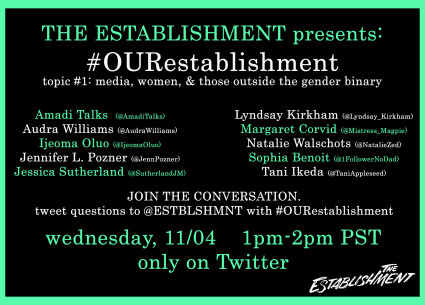 THE ESTABLISHMENT presents:
#OURestablishment
topic #1: media, women, & those outside the gender binary
Amadi Talks (@AmadiTalks)
Audra Williams (@AudraWilliams)
Ijeoma Oluo (@IjeomaOluo)
Jennifer L. Pozner (@JennPozner)
Jessica Sutherland (@SutherlandJM)
Lyndsay Kirkham (@Lyndsay_Kirkham)
Margaret Corvid (@Mistress_Magpie)
Natalie Walschots (@NatalieZed)
Sophia Benoit (@1FollowerNoDad)
Tani Ikeda (@TaniAppleseed)
JOIN THE CONVERSATION.
tweet questions to @ESTBLSHMNT with #OURestablishment
wednesday, 11/04 1pm-2pm PST
only on Twitter
THE
ESTABLISHMENT